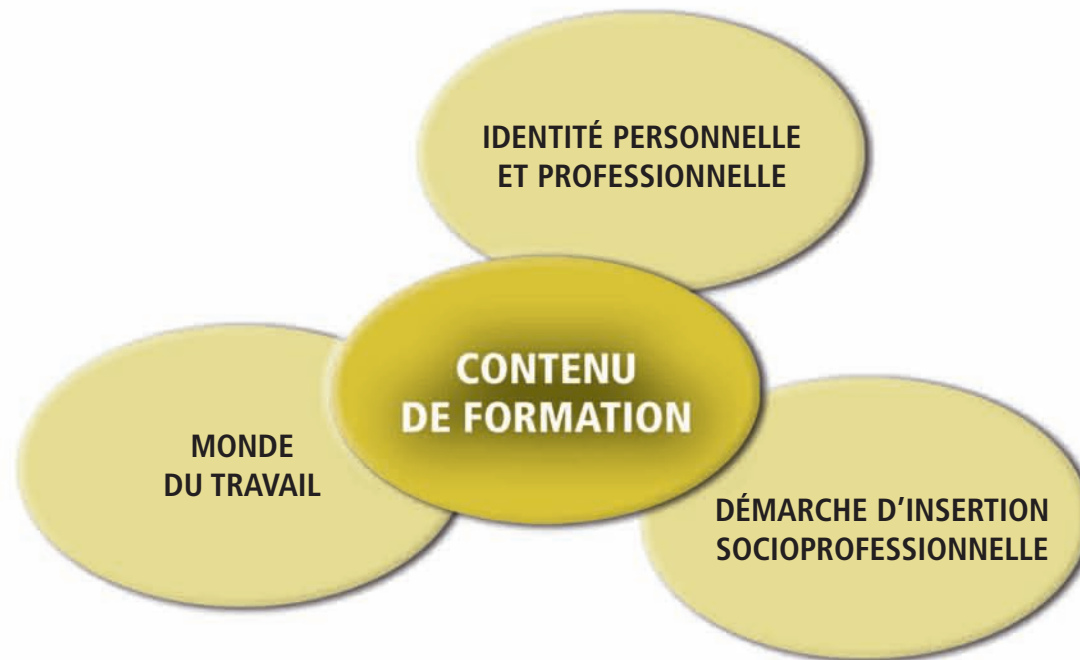 IDENTITÉ PERSONNELLE
ET PROFESSIONNELLE
CONTENU
DE FORMATION
MONDE
DU TRAVAIL
DÉMARCHE D’INSERTION
SOCIOPROFESSIONNELLE